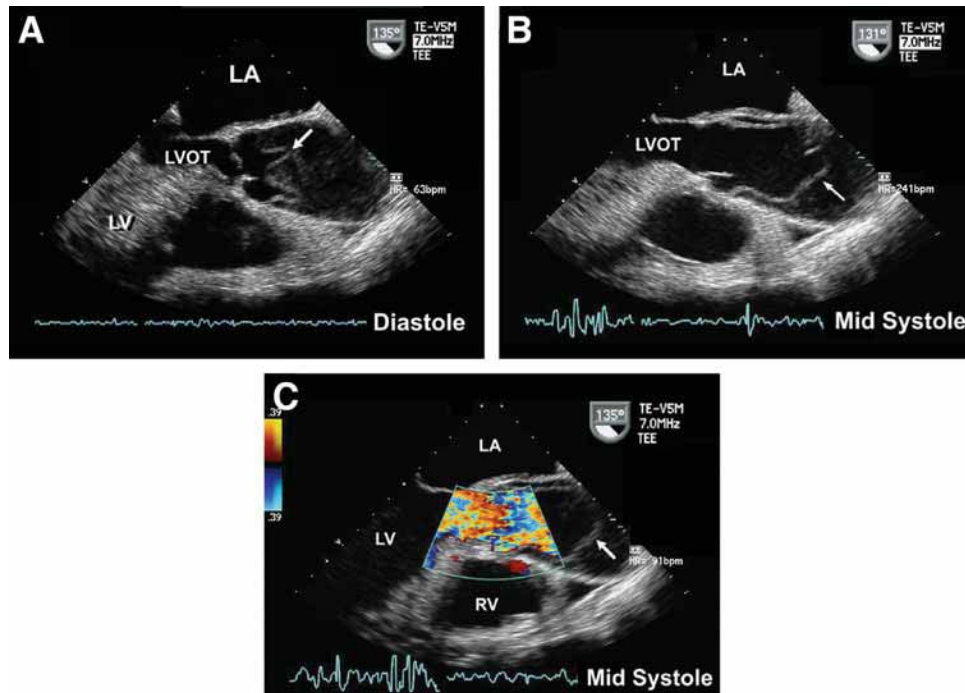 A
135°
TE-V5M
7.0MHz
TEE
LA
LVOT
LV
HR= 63bpm
Diastole
B
131°
TE-V5M
7.0MHz
TEE
LA
LVOT
HR=241bpm
Mid Systole
C
.39
.39
135°
TE-V5M
7.0MHz
TEE
LA
LV
HR= 91bpm
RV
Mid Systole